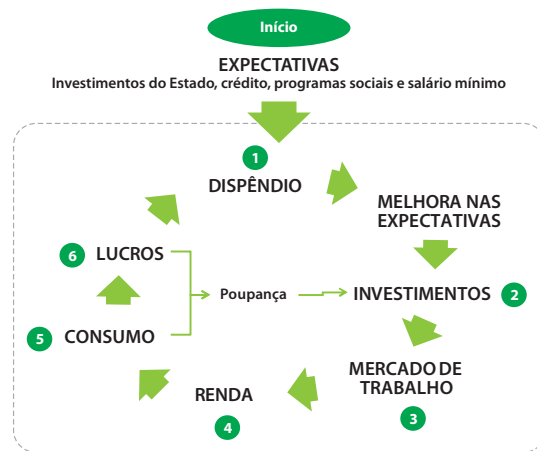 Início
EXPECTATIVAS
Investimentos do Estado, crédito, programas sociais e salário mínimo
1
DISPÊNDIO
MELHORA NAS
EXPECTATIVAS
6 LUCROS
Poupança
INVESTIMENTOS 2
5 CONSUMO
MERCADO DE
TRABALHO
3
RENDA
4